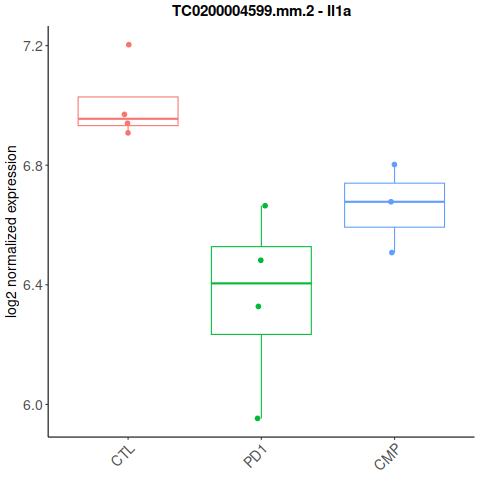 TC0200004599.mm.2 - Il1a
log2 normalized expression
7.2
6.8
6.4
6.0
CTL
PD1
CMP